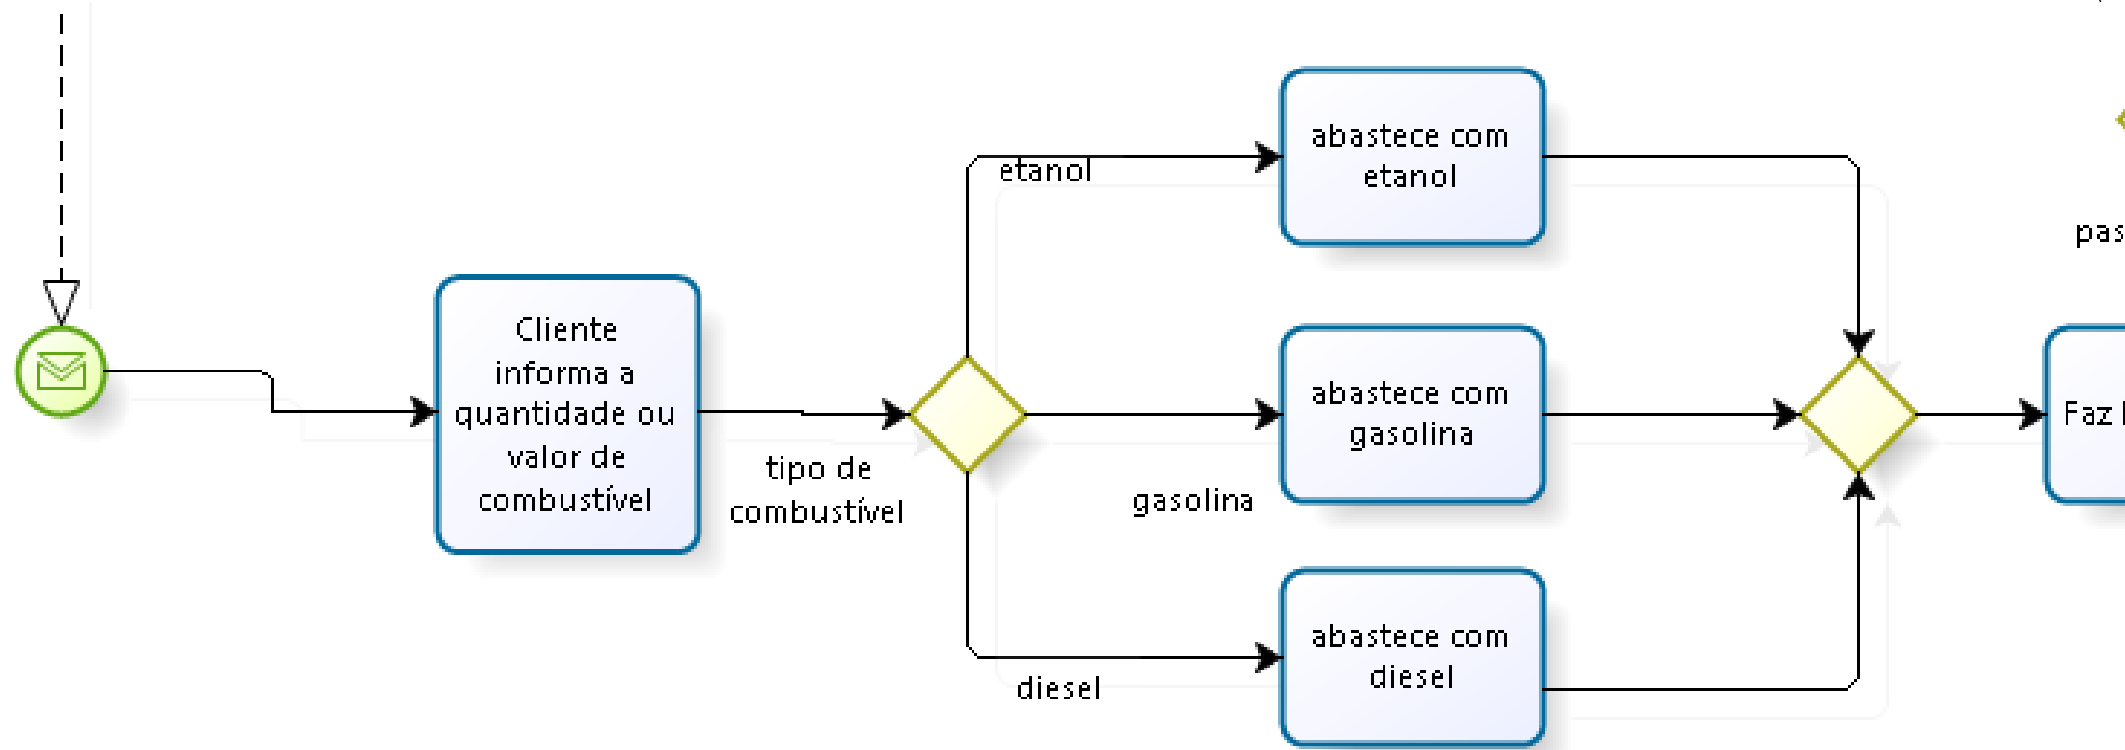 Cliente
informa a
quantidade ou
valor de
combustível
tipo de
combustível
etanol
gasolina
diesel
abastece com
etanol
abastece com
gasolina
abastece com
diesel
Faz